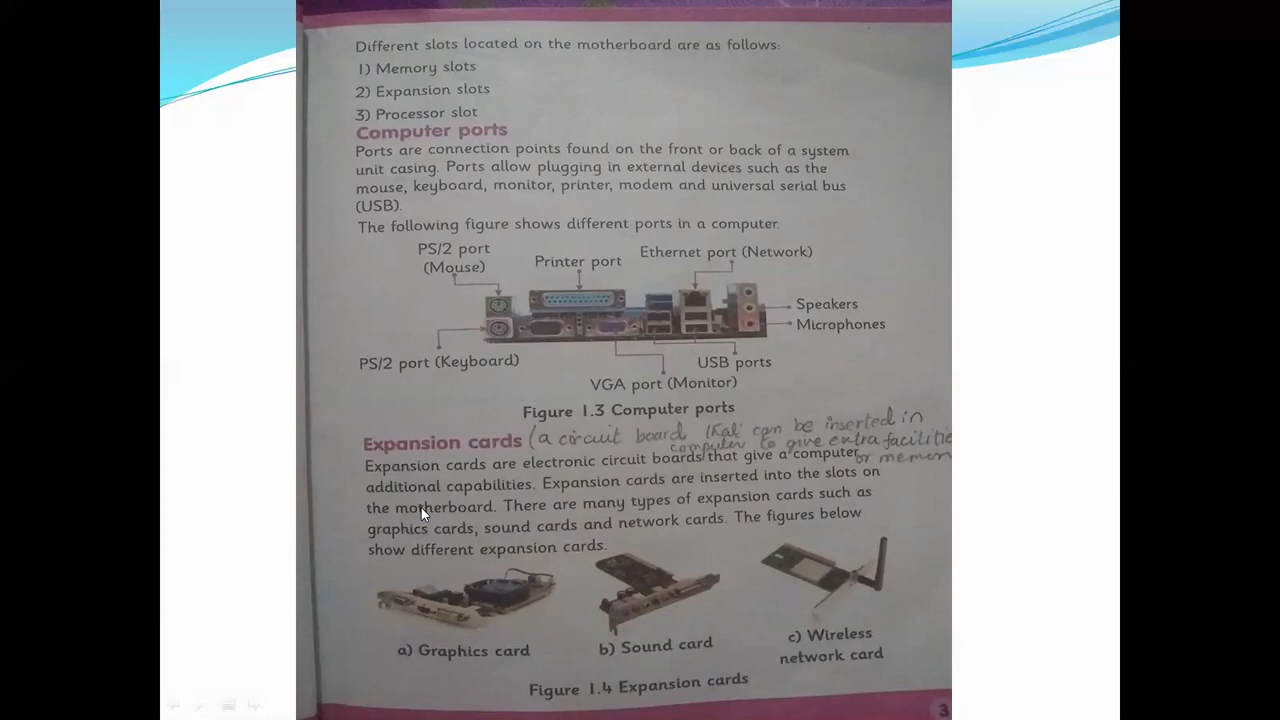 Different slots located on the motherboard are as follows:
1) Memory slots
2) Expansion slots
3) Processor slot
Computer ports
Ports are connection points found on the front or back of a system
unit casing. Ports allow plugging in external devices such as the
mouse, keyboard, monitor, printer, modem and universal serial bus
(USB).
The following figure shows different ports in a computer.
PS/2 port
(Mouse)
Printer port
Ethernet port (Network)
Speakers
Microphones
PS/2 port (Keyboard)
USB ports
VGA port (Monitor)
Figure 1.3 Computer ports
Expansion cards (a circuit board that can be inserted in
computer to give extra facilitie
or memor
Expansion cards are electronic circuit boards that give a computer
additional capabilities. Expansion cards are inserted into the slots on
the motherboard. There are many types of expansion cards such as
graphics cards, sound cards and network cards. The figures below
show different expansion cards.
a) Graphics card
b) Sound card
c) Wireless
network card
Figure 1.4 Expansion cards
3